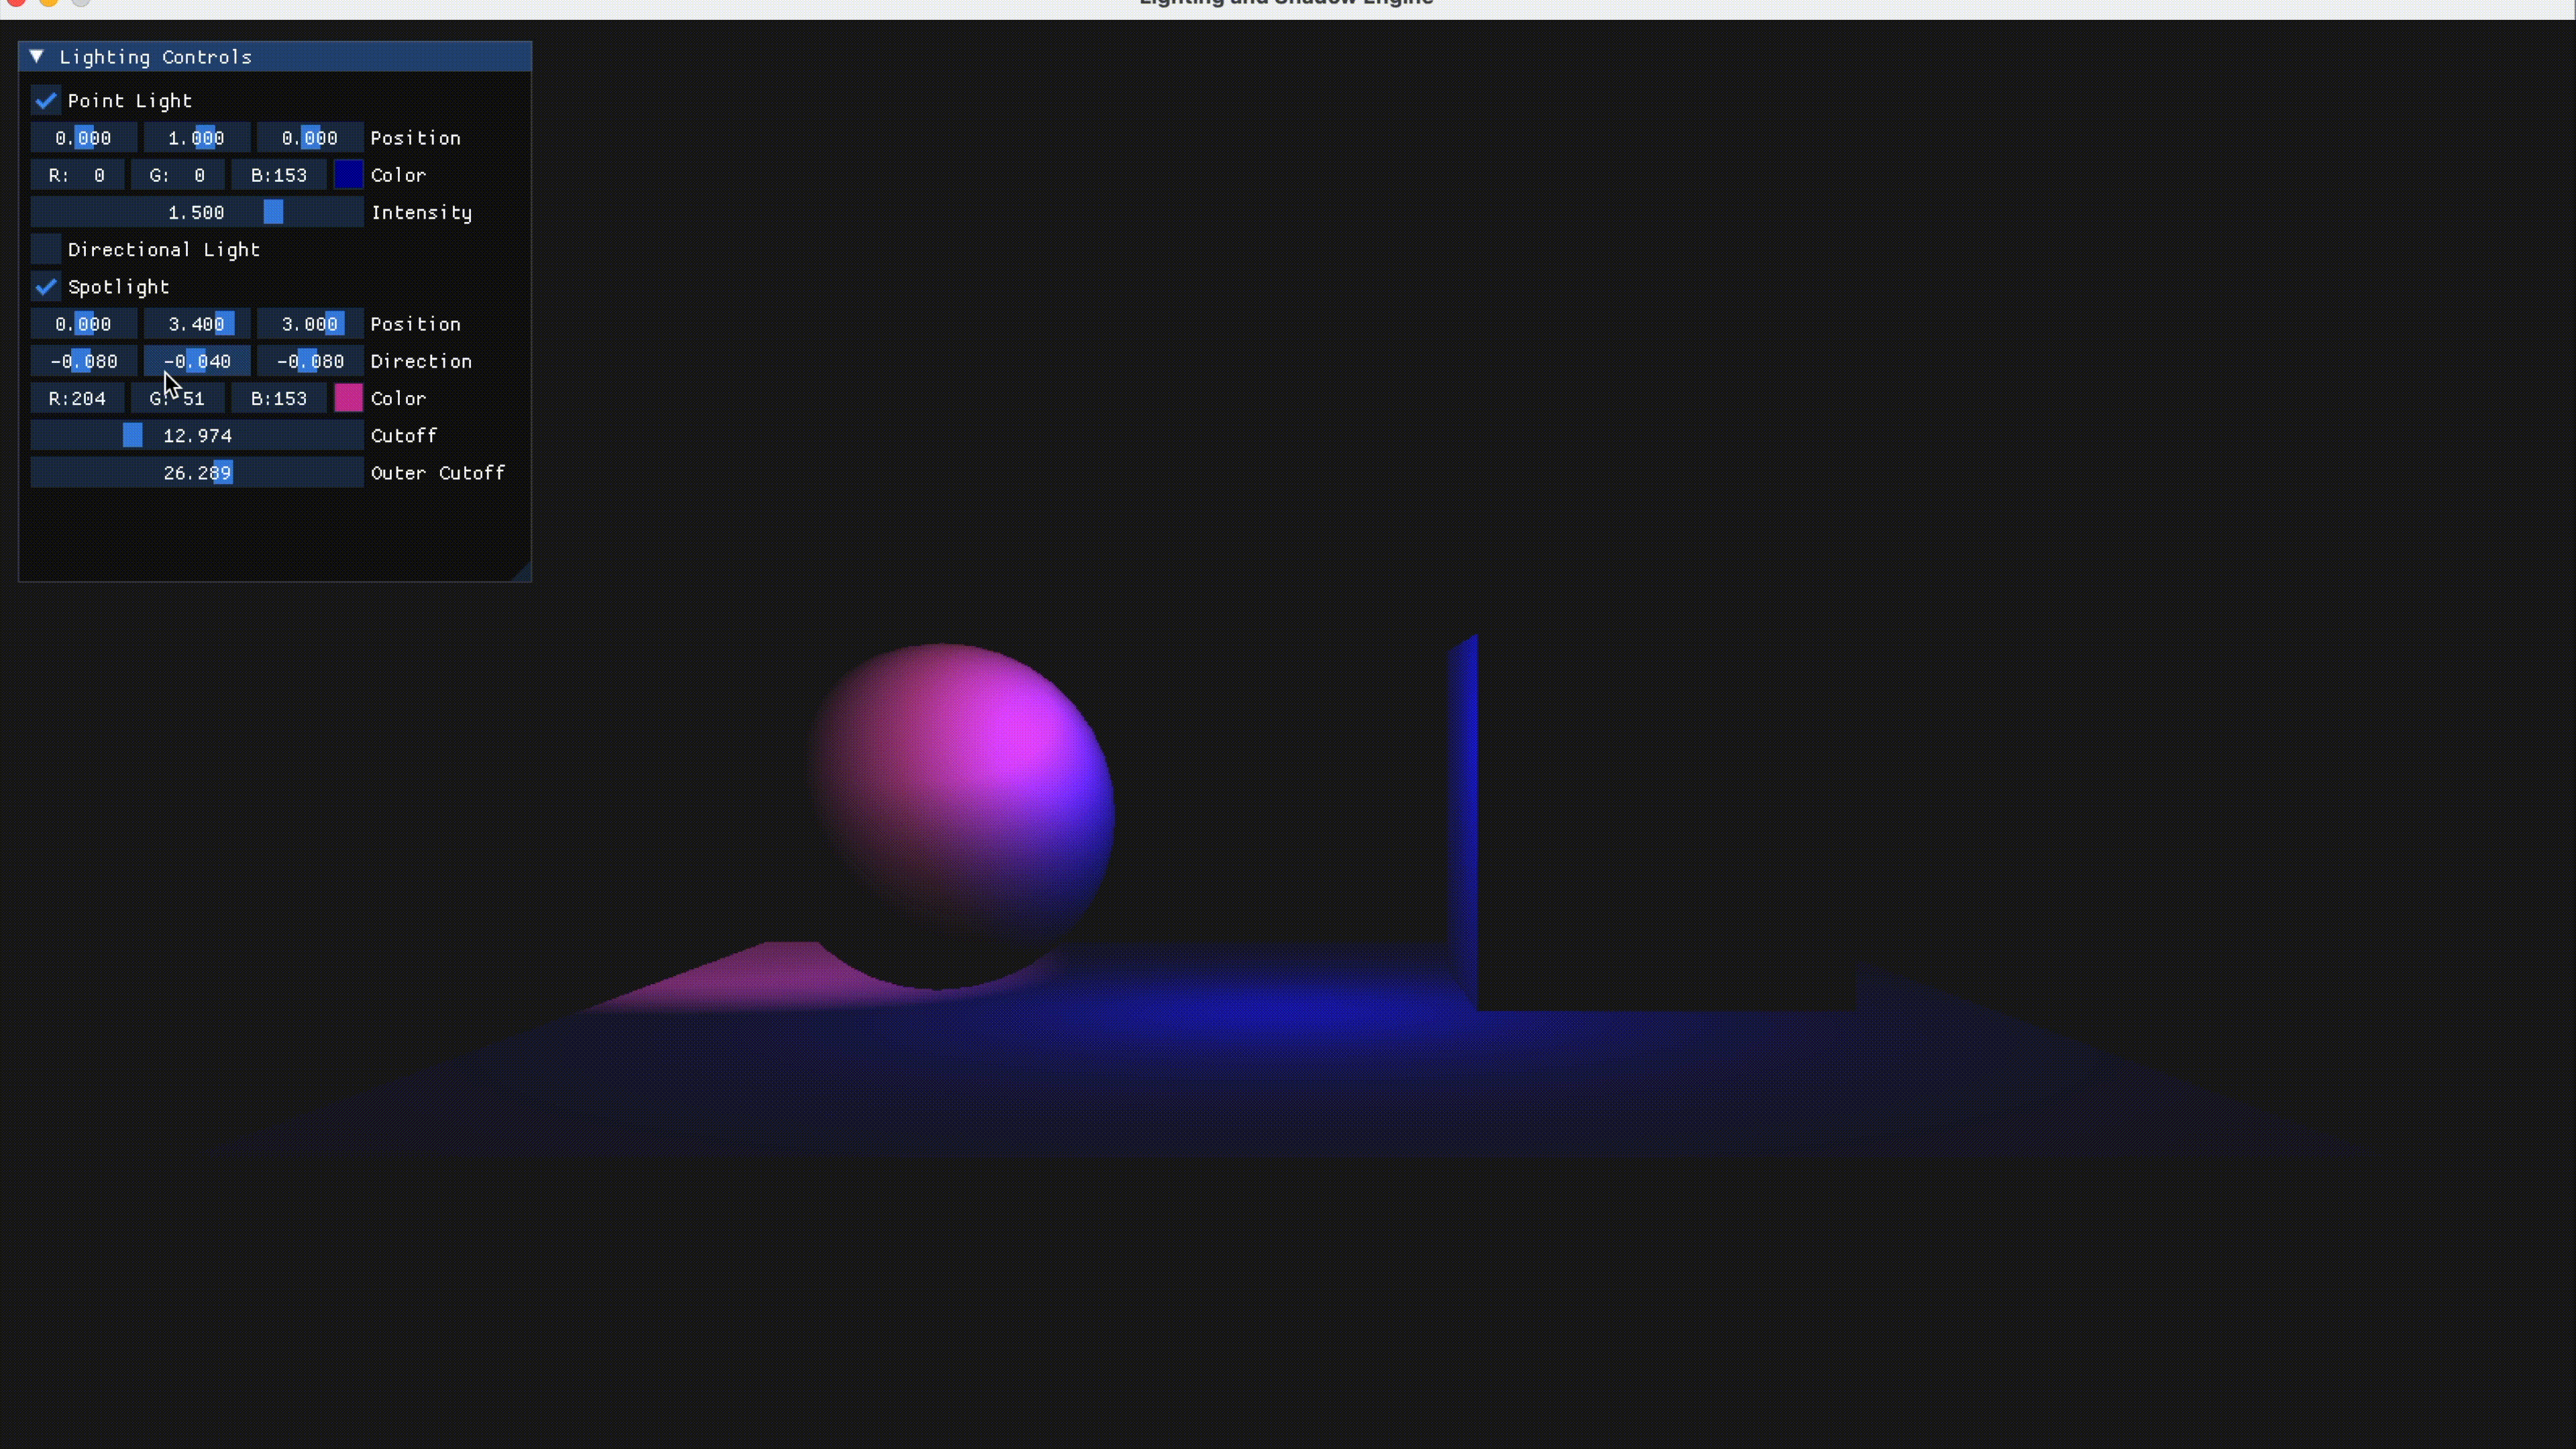 Lighting and Shadow Engine
Lighting Controls
Point Light
0.000 1.000 0.000 Position
R: 0 G: 0 B:153 Color
1.500 Intensity
Directional Light
Spotlight
0.000 3.400 3.000 Position
-0.080 -0.040 -0.080 Direction
R:204 G: 51 B:153 Color
12.974 Cutoff
26.289 Outer Cutoff